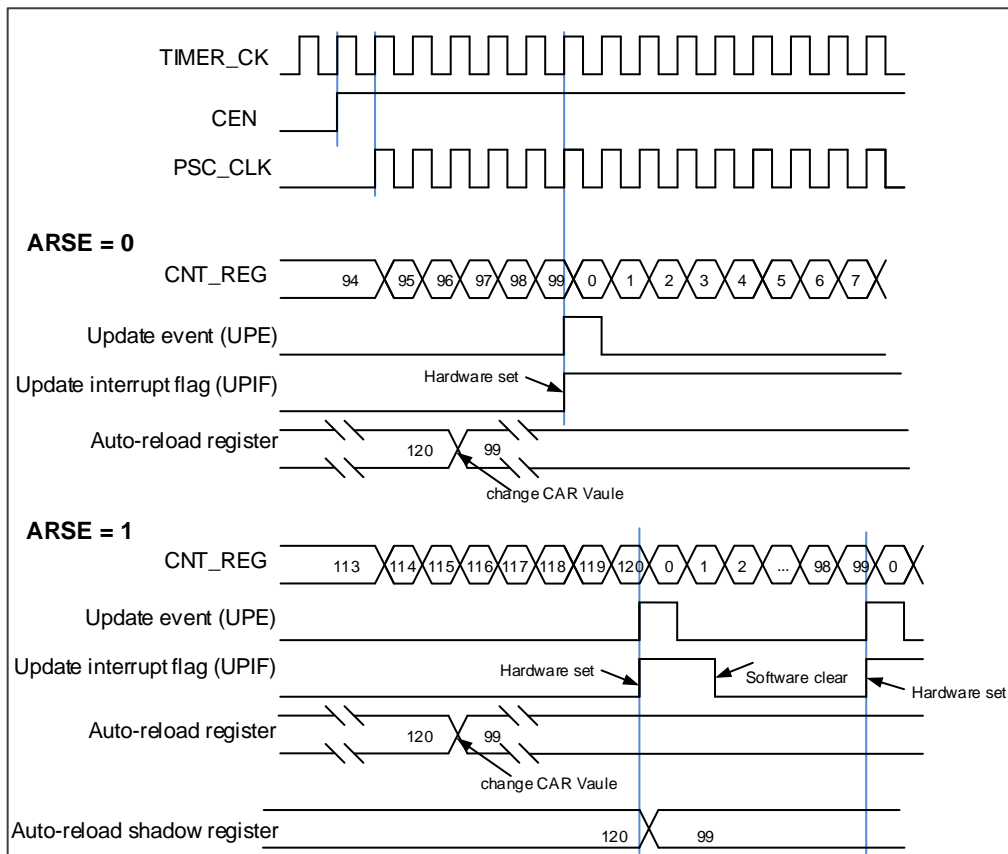 TIMER_CK
CEN
PSC_CLK
ARSE = 0
CNT_REG 94 95 96 97 98 99 0 1 2 3 4 5 6 7
Update event (UPE)
Hardware set
Update interrupt flag (UPIF)
Auto-reload register 120 99
change CAR Vaule
ARSE = 1
CNT_REG 113 114 115 116 117 118 119 120 0 1 2 ... 98 99 0
Update event (UPE)
Update interrupt flag (UPIF) Hardware set Software clear Hardware set
Auto-reload register 120 99
change CAR Vaule
Auto-reload shadow register 120 99